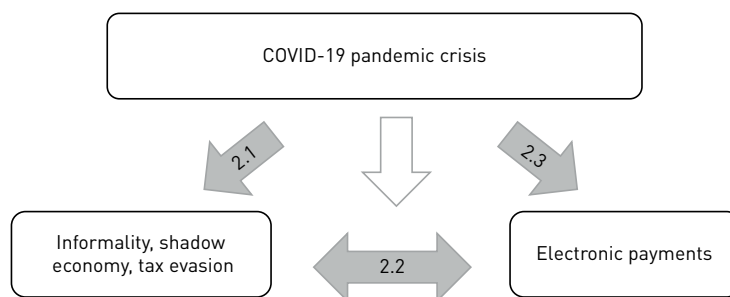 COVID-19 pandemic crisis
2.1
2.3
Informality, shadow
economy, tax evasion
2.2
Electronic payments